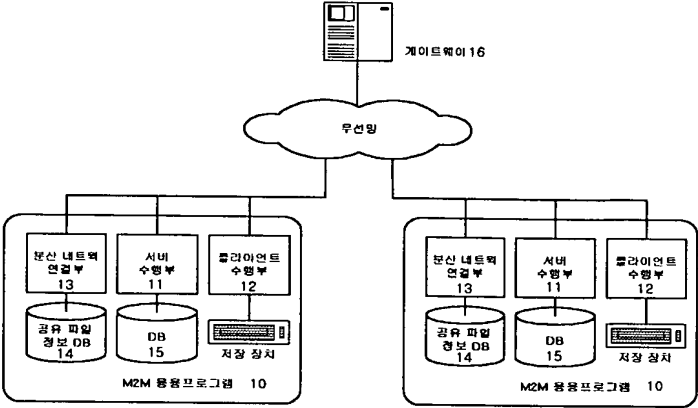 게이트웨이 16
무선망
분산 네트웍
연결부
13
서버
수행부
11
클라이언트
수행부
12
공유 파일
정보 DB
14
DB
15
저장 장치
M2M 응용프로그램 10
분산 네트웍
연결부
13
서버
수행부
11
클라이언트
수행부
12
공유 파일
정보 DB
14
DB
15
저장 장치
M2M 응용프로그램 10